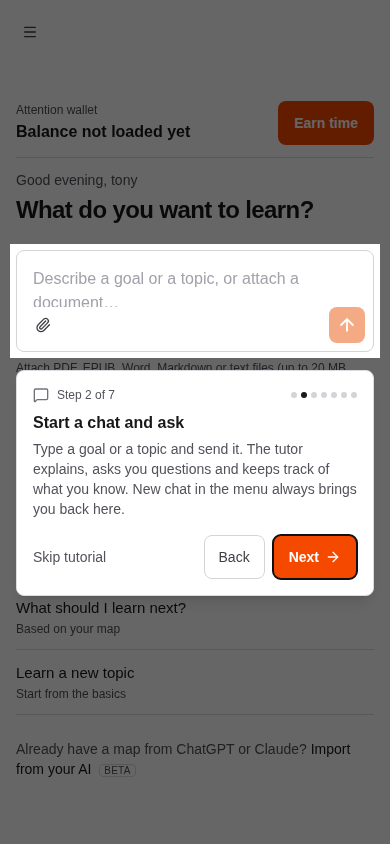 Attention wallet
Balance not loaded yet
Earn time
Good evening, tony
What do you want to learn?
Describe a goal or a topic, or attach a
document…
Attach PDF, EPUB, Word, Markdown or text files (up to 20 MB
Step 2 of 7
Start a chat and ask
Type a goal or a topic and send it. The tutor
explains, asks you questions and keeps track of
what you know. New chat in the menu always brings
you back here.
Skip tutorial
Back
Next
What should I learn next?
Based on your map
Learn a new topic
Start from the basics
Already have a map from ChatGPT or Claude? Import
from your AI BETA